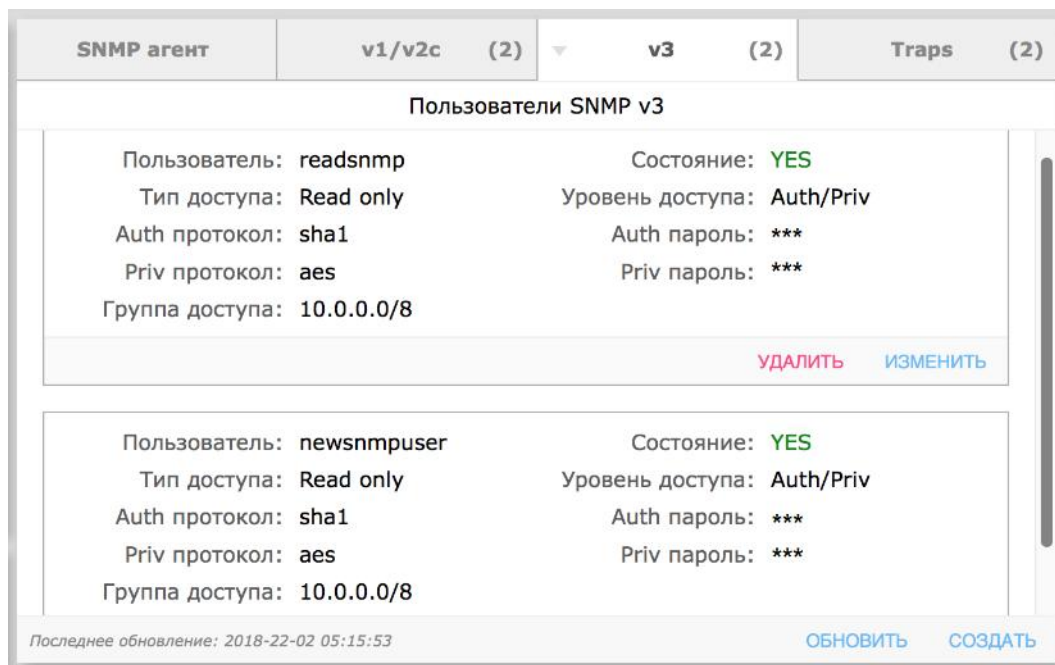 SNMP агент v1/v2c (2) v3 (2) Traps (2)
Пользователи SNMP v3
Пользователь: readsnmp Состояние: YES
Тип доступа: Read only Уровень доступа: Auth/Priv
Auth протокол: sha1 Auth пароль: ***
Priv протокол: aes Priv пароль: ***
Группа доступа: 10.0.0.0/8
УДАЛИТЬ ИЗМЕНИТЬ
Пользователь: newsnmpuser Состояние: YES
Тип доступа: Read only Уровень доступа: Auth/Priv
Auth протокол: sha1 Auth пароль: ***
Priv протокол: aes Priv пароль: ***
Группа доступа: 10.0.0.0/8
Последнее обновление: 2018-22-02 05:15:53 ОБНОВИТЬ СОЗДАТЬ